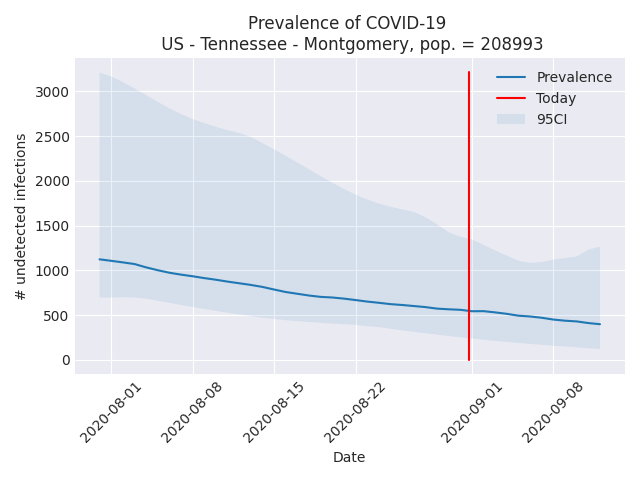 Prevalence of COVID-19
US - Tennessee - Montgomery, pop. = 208993
Prevalence
Today
95CI
# undetected infections
3000
2500
2000
1500
1000
500
0
2020-08-01
2020-08-08
2020-08-15
2020-08-22
2020-09-01
2020-09-08
Date